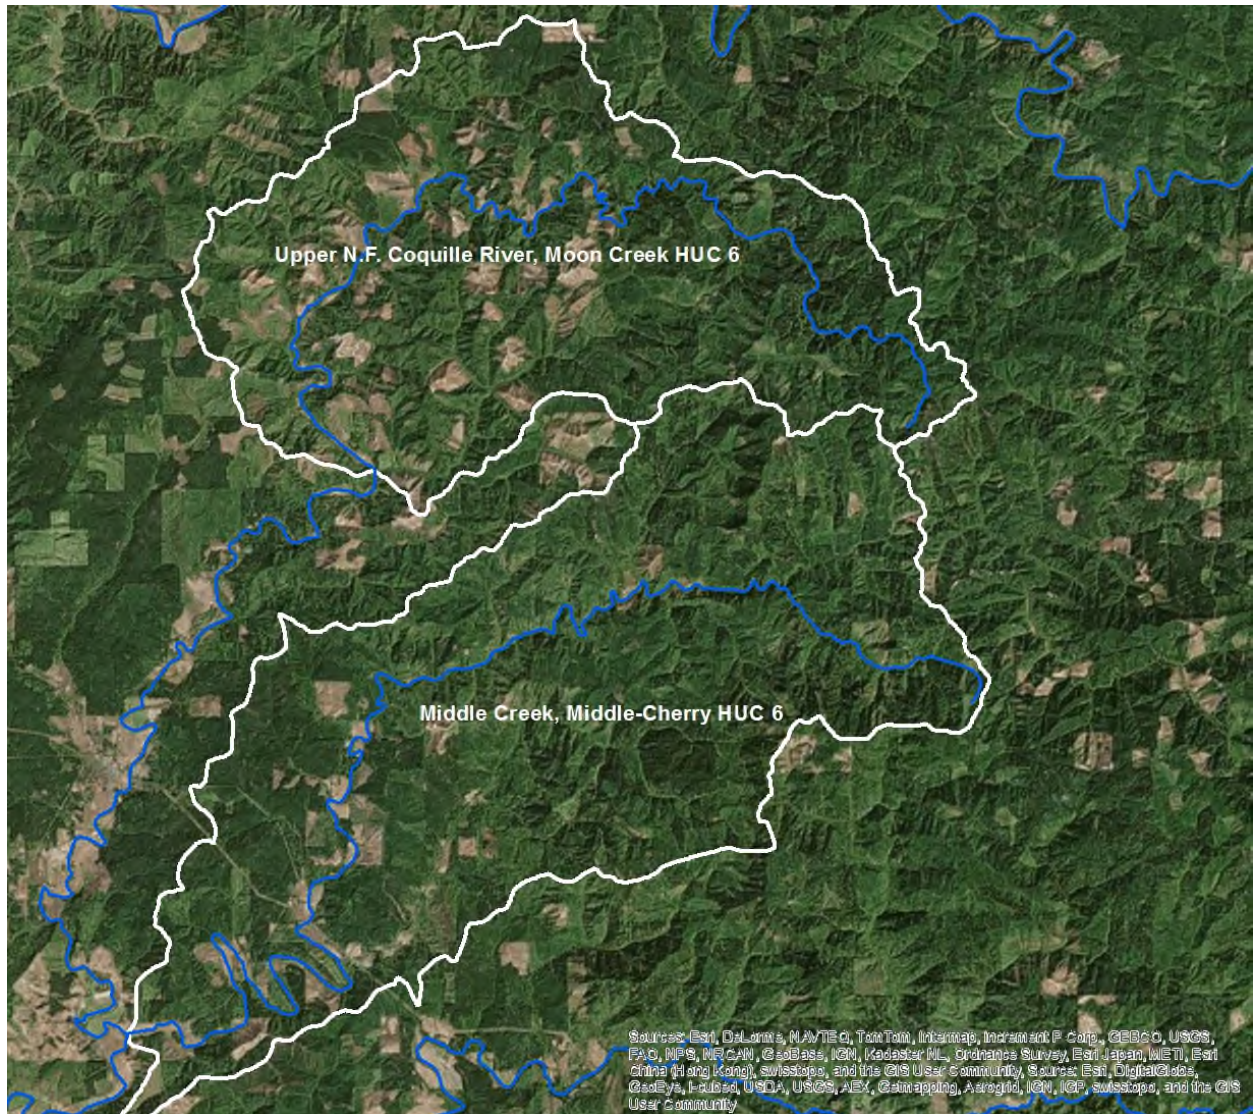 Upper N.F. Coquille River, Moon Creek HUC 6
Middle Creek, Middle-Cherry HUC 6
Sources: Esri, DeLorme, NAVTEQ, TomTom, Intermap, increment P Corp., GEBCO, USGS,
FAO, NPS, NRCAN, GeoBase, IGN, Kadaster NL, Ordnance Survey, Esri Japan, METI, Esri
China (Hong Kong), swisstopo, and the GIS User Community, Source: Esri, DigitalGlobe,
GeoEye, i-cubed, USDA, USGS, AEX, Getmapping, Aerogrid, IGN, IGP, swisstopo, and the GIS
User Community